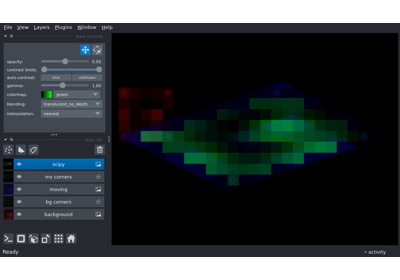 File View Layers Plugins Window Help
opacity: 0.50
contrast limits:
auto-contrast: once continuous
gamma: 1.00
colormap: green
blending: translucent_no_depth
interpolation: nearest
scipy
mv corners
moving
bg corners
background
Ready
activity